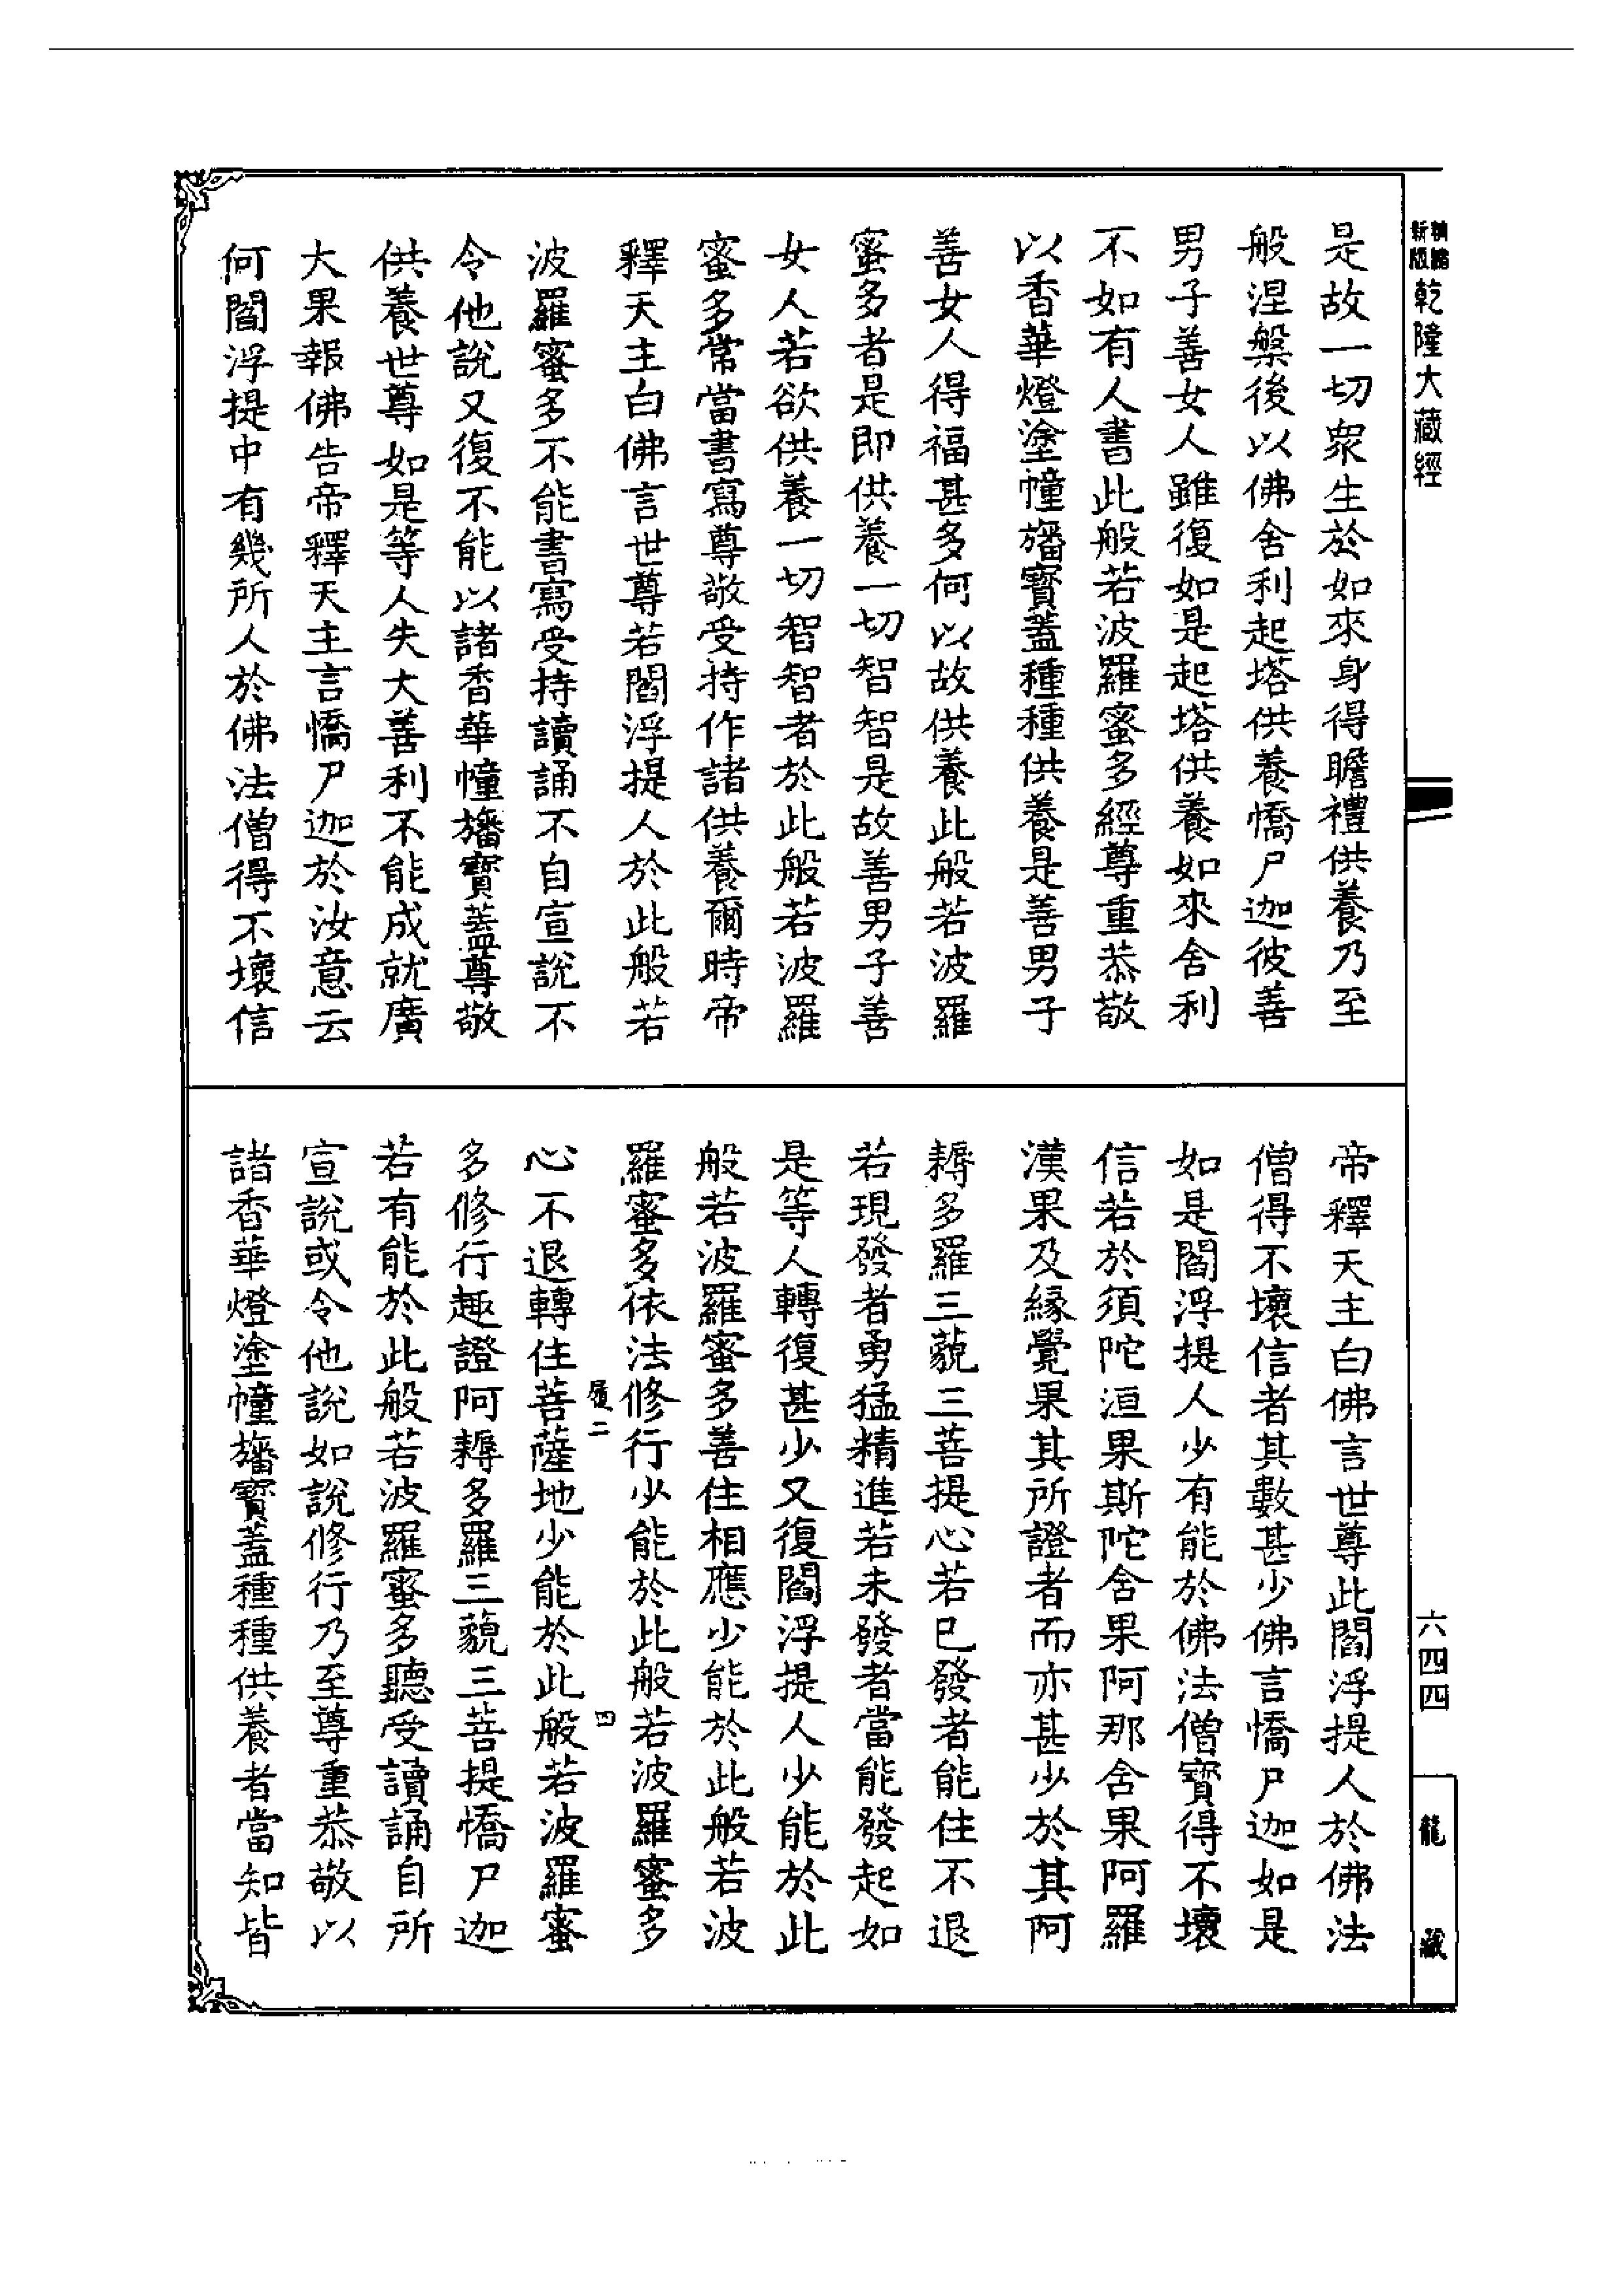 新編
新版
乾隆大藏經
是故一切衆生於如來身得瞻禮供養乃至
般涅槃後以佛舍利起塔供養憍尸迦彼善
男子善女人雖復如是起塔供養如來舍利
不如有人書此般若波羅蜜多經尊重恭敬
以香華燈塗幢旛寶蓋種種供養是善男子
善女人得福甚多何以故供養此般若波羅
蜜多者是即供養一切智智是故善男子善
女人若欲供養一切智智者於此般若波羅
蜜多常當書寫尊敬受持作諸供養爾時帝
釋天主白佛言世尊若閻浮提人於此般若
波羅蜜多不能書寫受持讀誦不自宣說不
令他說又復不能以諸香華幢旛寶蓋尊敬
供養世尊如是等人失大善利不能成就廣
大果報佛告帝釋天主言憍尸迦於汝意云
何閻浮提中有幾所人於佛法僧得不壞信
帝釋天主白佛言世尊此閻浮提人於佛法
僧得不壞信者其數甚少佛言憍尸迦如是
如是閻浮提人少有能於佛法僧寶得不壞
信若於須陀洹果斯陀舍果阿那舍果阿羅
漢果及緣覺果其所證者而亦甚少於其阿
耨多羅三藐三菩提心若已發者能住不退
若現發者勇猛精進若未發者當能發起如
是等人轉復甚少又復閻浮提人少能於此
般若波羅蜜多善住相應少能於此般若波
羅蜜多依法修行少能於此般若波羅蜜多
心不退轉住菩薩地少能於此般若波羅蜜
多修行趣證阿耨多羅三藐三菩提憍尸迦
若有能於此般若波羅蜜多聽受讀誦自所
宣說或令他說如說修行乃至尊重恭敬以
諸香華燈塗幢旛寶蓋種種供養者當知皆
二
四
六四四
龍藏